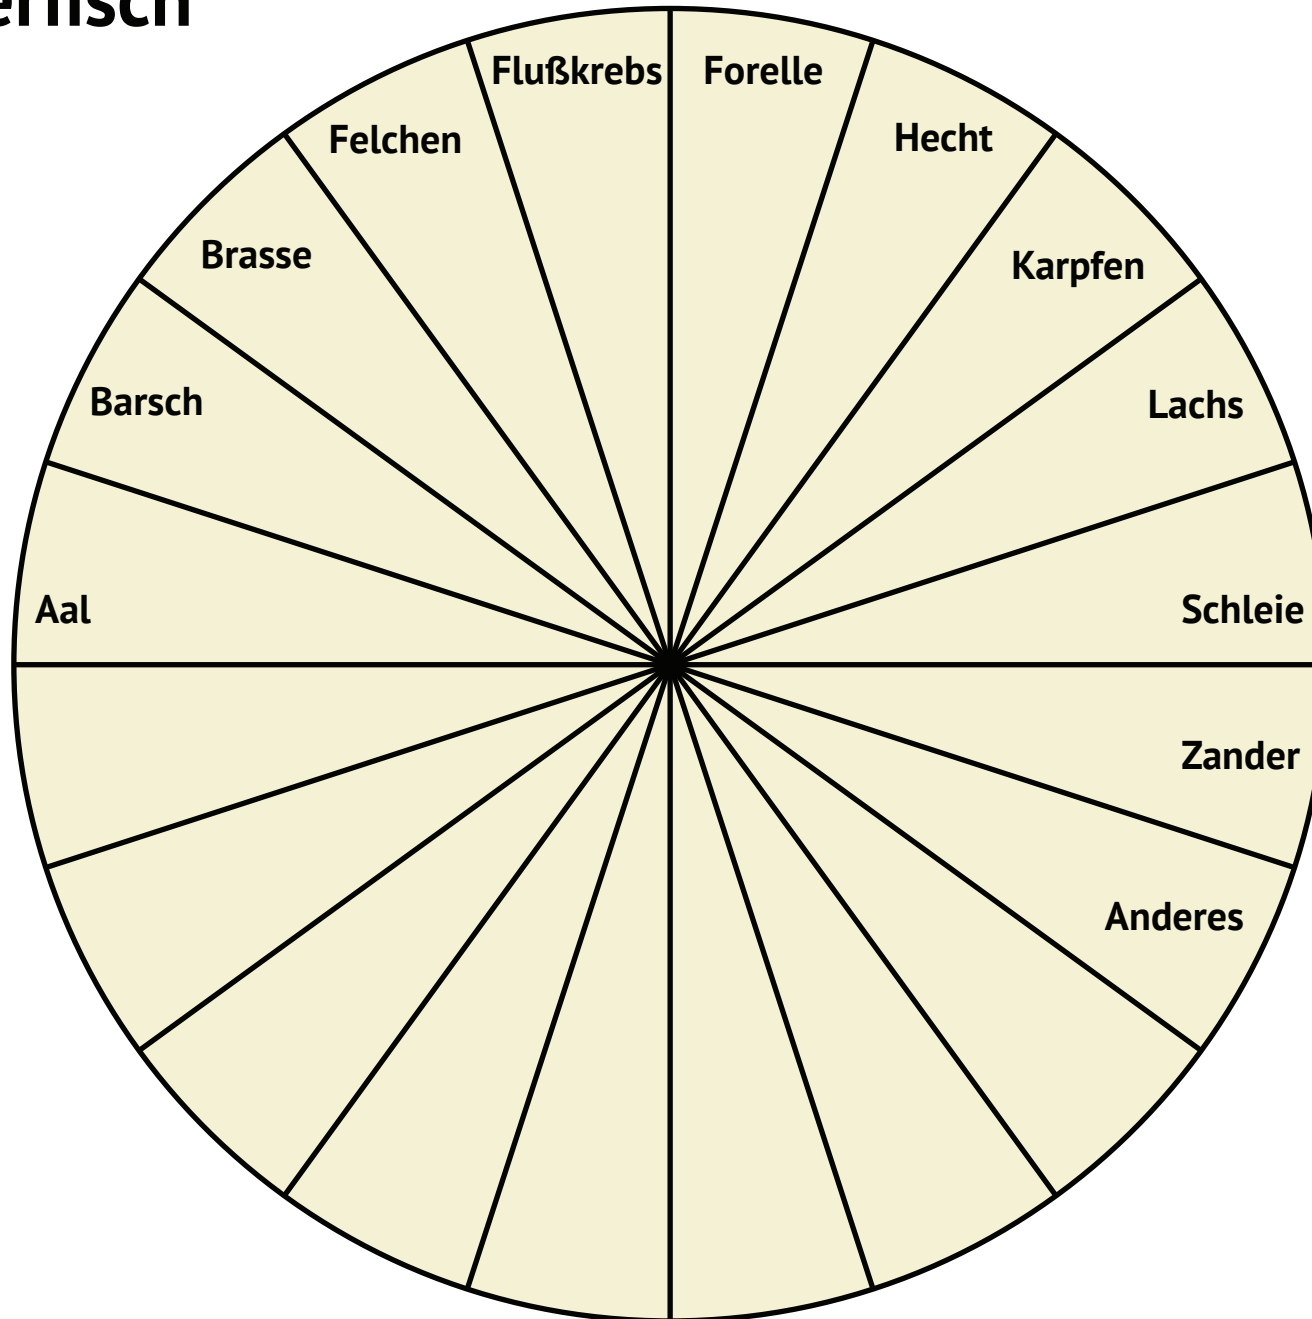 Flußkrebs
Forelle
Felchen
Hecht
Brasse
Karpfen
Barsch
Lachs
Aal
Schleie
Zander
Anderes